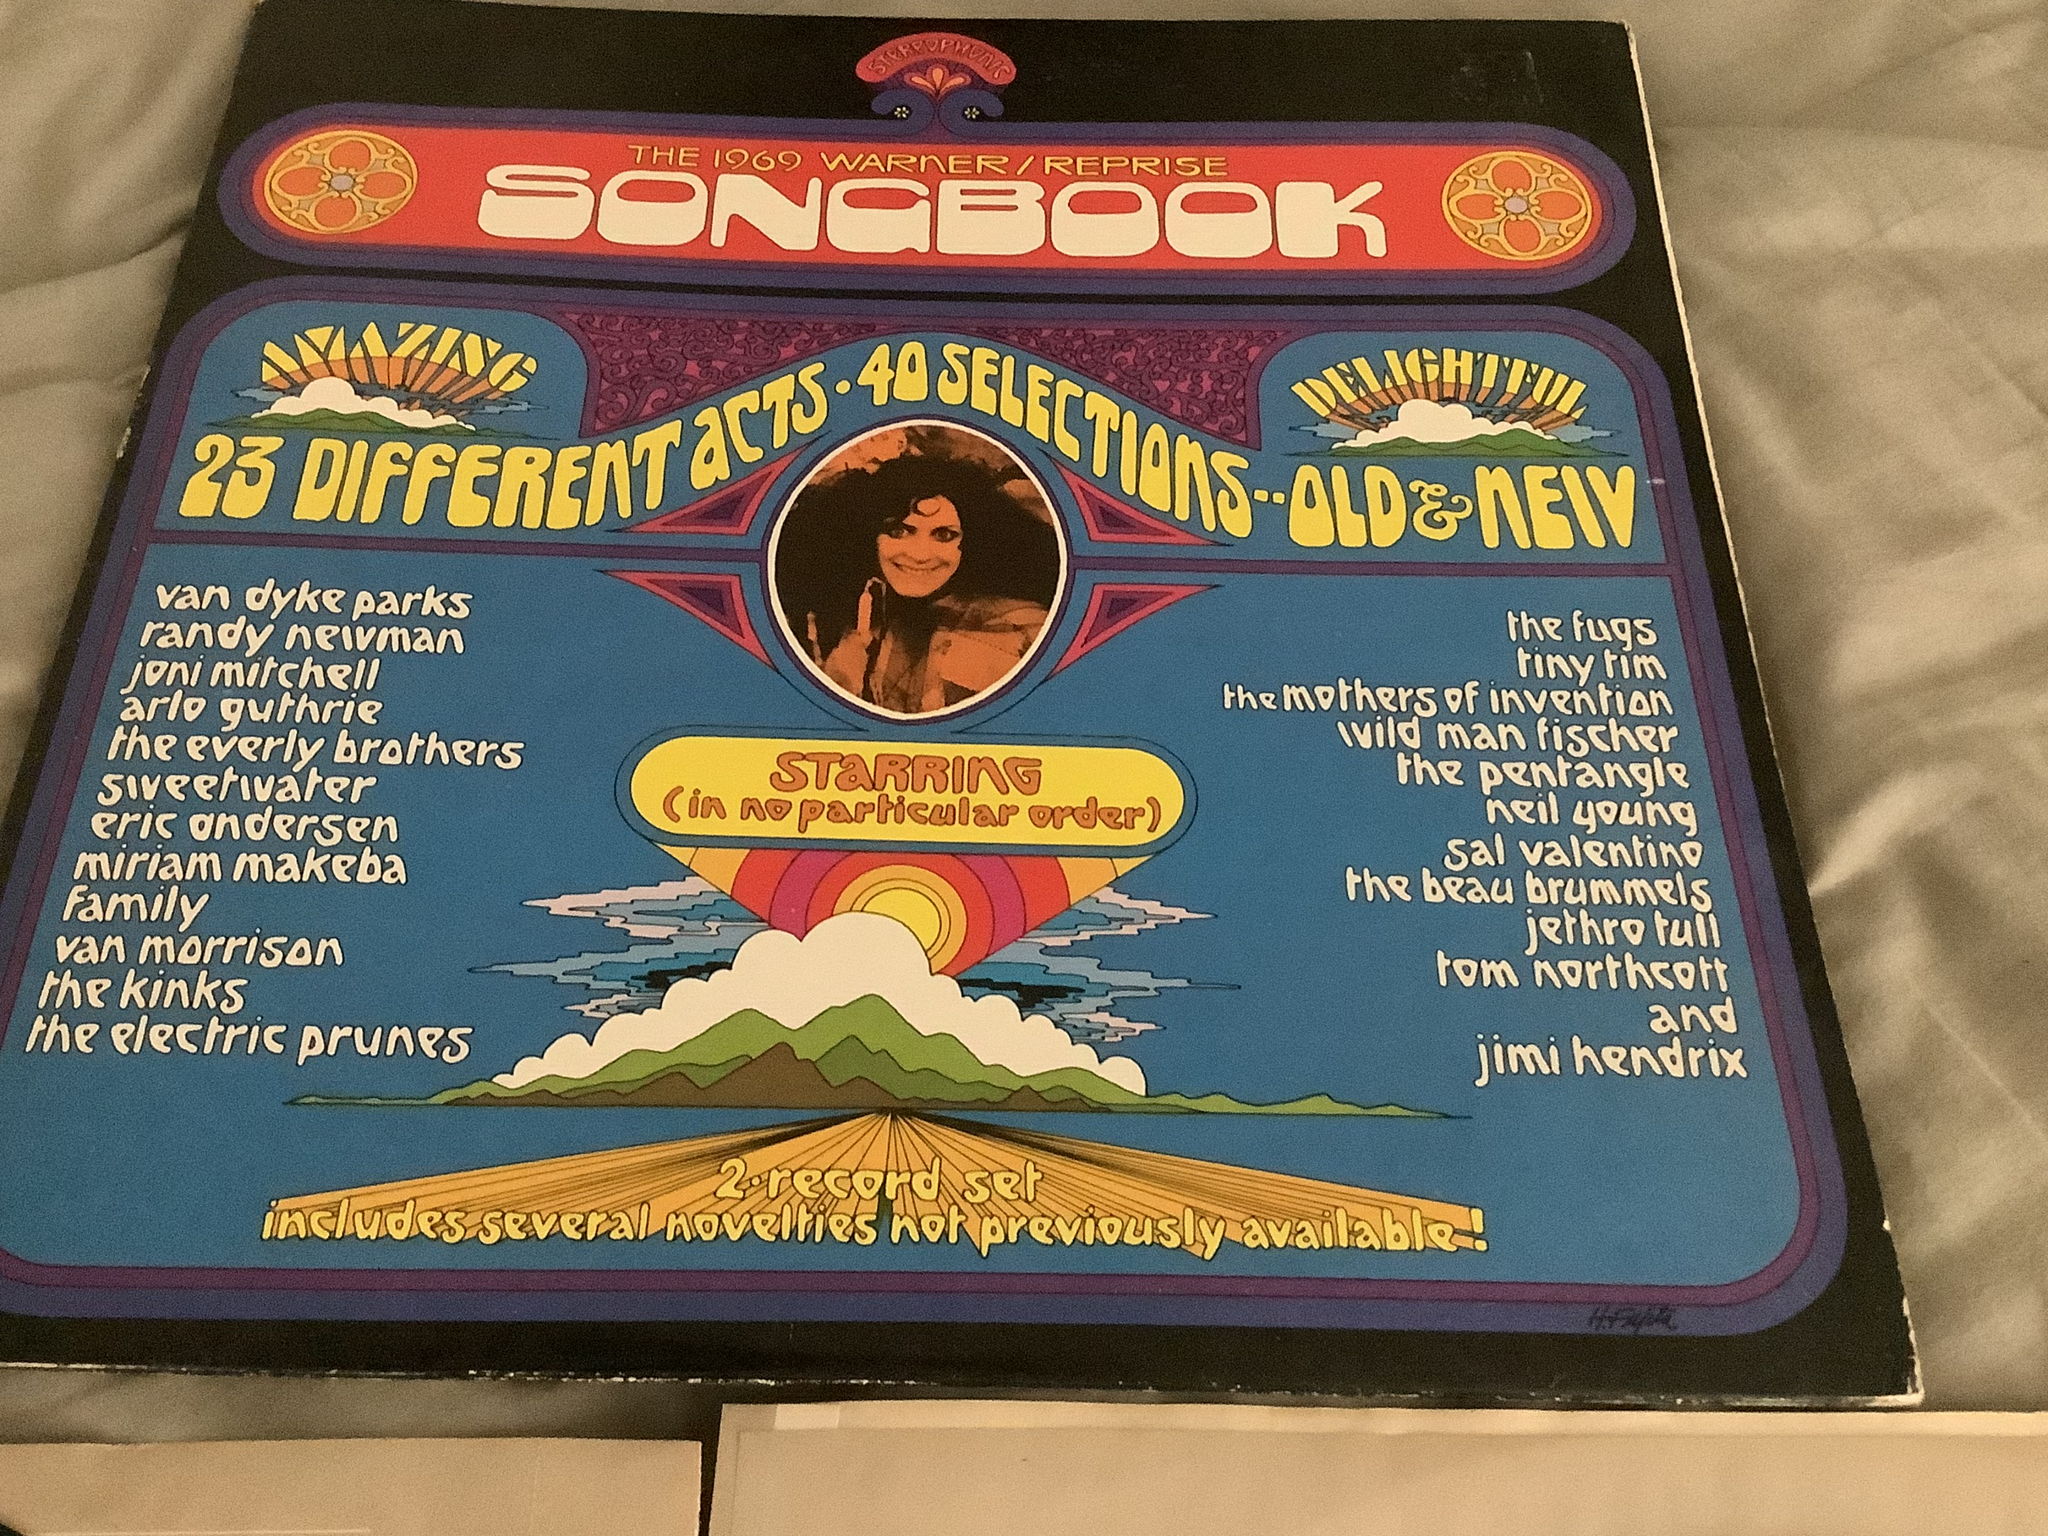 STEREOPHONIC
THE 1969 WARNER/REPRISE
SONGBOOK
AMAZING
DELIGHTFUL
23 DIFFERENT acTS · 40 SELECTIONS··OLD & NEW
van dyke parks
randy newman
joni mitchell
arlo guthrie
the everly brothers
sweetwater
eric andersen
miriam makeba
family
van morrison
the kinks
the electric prunes
STaRRING
(in no particular order)
the fugs
tiny tim
the mothers of invention
wild man fischer
the pentangle
neil young
sal valentino
the beau brummels
jethro tull
tom northcott
and
jimi hendrix
2·record set
includes several novelties not previously available!